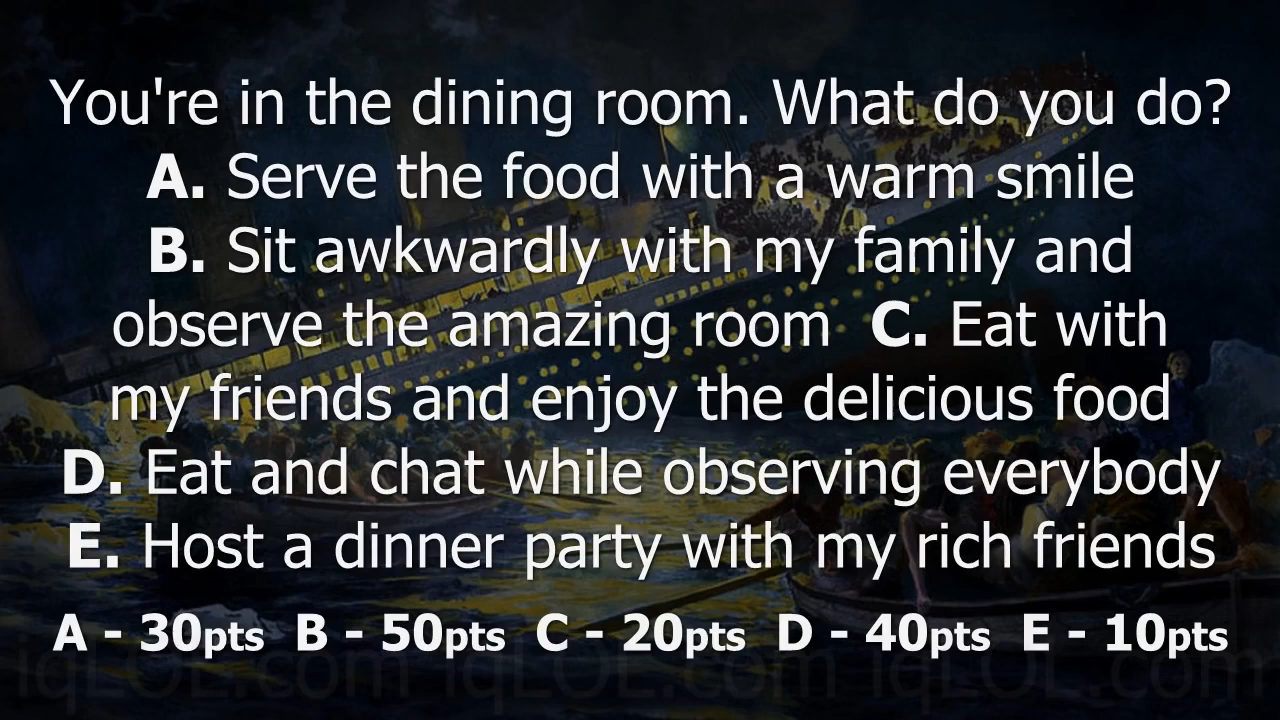 You're in the dining room. What do you do?
A. Serve the food with a warm smile
B. Sit awkwardly with my family and
observe the amazing room C. Eat with
my friends and enjoy the delicious food
D. Eat and chat while observing everybody
E. Host a dinner party with my rich friends
A - 30pts B - 50pts C - 20pts D - 40pts E - 10pts
iqLOL.com iqLOL.com iqLOL.com